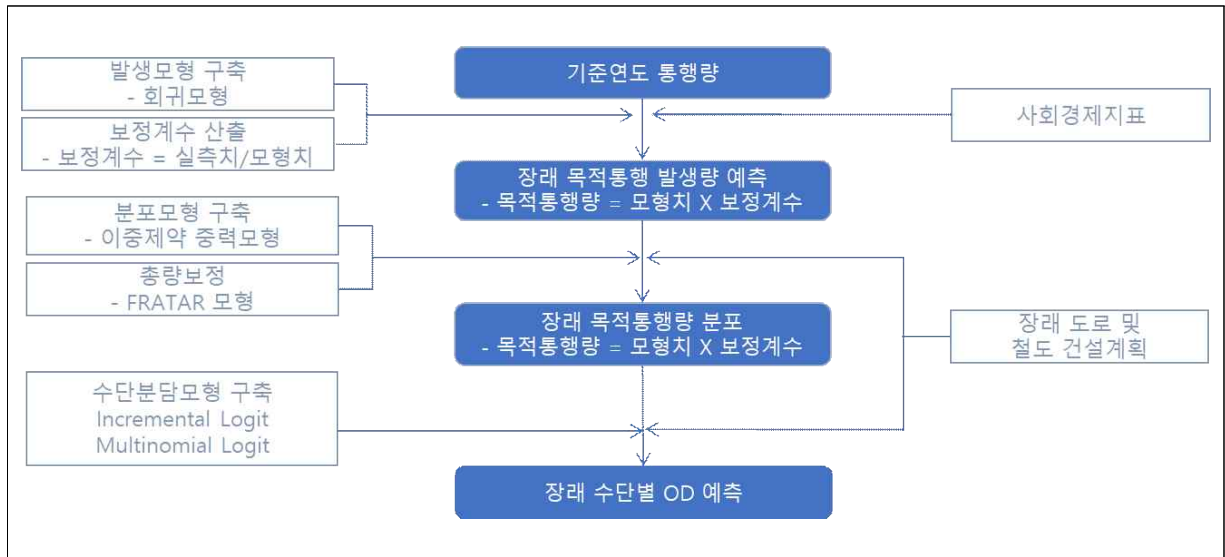 기준연도 통행량
발생모형 구축
- 회귀모형
보정계수 산출
- 보정계수 = 실측치/모형치
사회경제지표
장래 목적통행 발생량 예측
- 목적통행량 = 모형치 X 보정계수
분포모형 구축
- 이중제약 중력모형
총량보정
- FRATAR 모형
장래 목적통행량 분포
- 목적통행량 = 모형치 X 보정계수
장래 도로 및
철도 건설계획
수단분담모형 구축
Incremental Logit
Multinomial Logit
장래 수단별 OD 예측